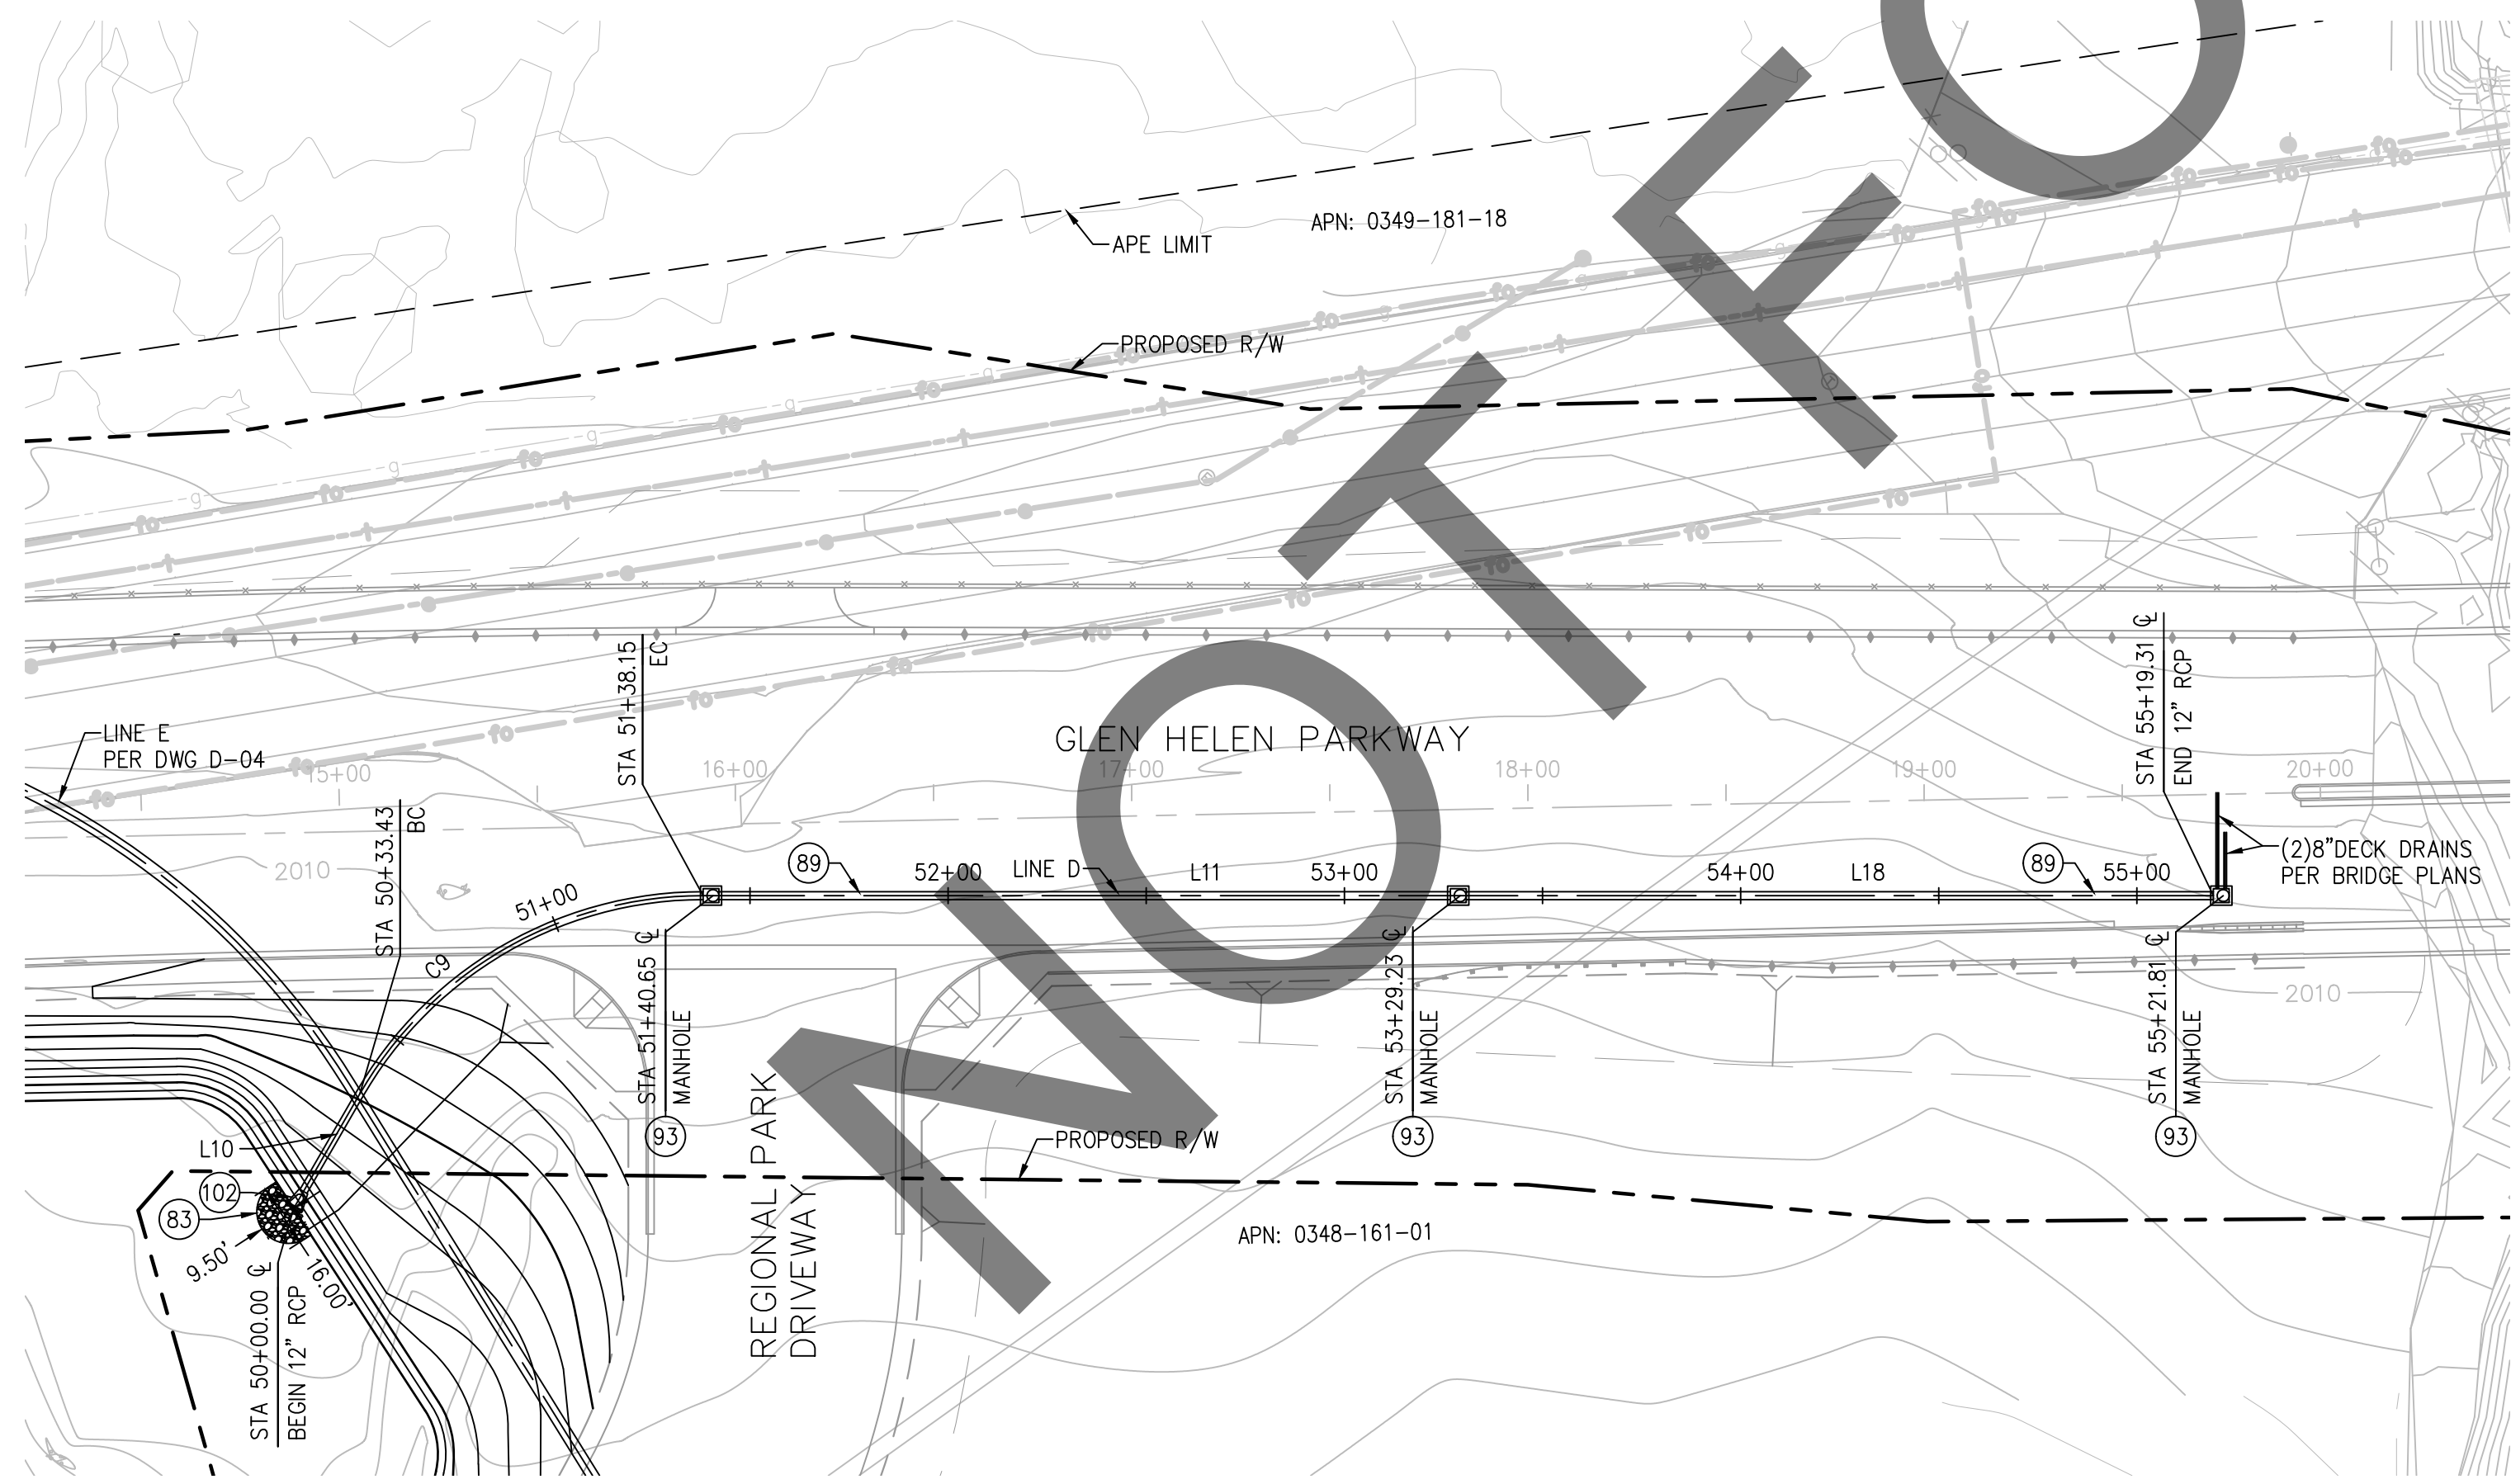 APE LIMIT
APN: 0349-181-18
PROPOSED R/W
LINE E
PER DWG D-04
GLEN HELEN PARKWAY
15+00
16+00
17+00
18+00
19+00
20+00
STA 50+33.43
BC
STA 51+38.15
EC
STA 55+19.31 ℄
END 12" RCP
2010
51+00
C9
89
52+00
LINE D
L11
53+00
54+00
L18
89
55+00
(2)8"DECK DRAINS
PER BRIDGE PLANS
STA 51+40.65 ℄
MANHOLE
93
STA 53+29.23 ℄
MANHOLE
93
STA 55+21.81 ℄
MANHOLE
93
2010
L10
102
83
9.50'
16.00'
STA 50+00.00 ℄
BEGIN 12" RCP
REGIONAL PARK
DRIVEWAY
PROPOSED R/W
APN: 0348-161-01
NOT FO